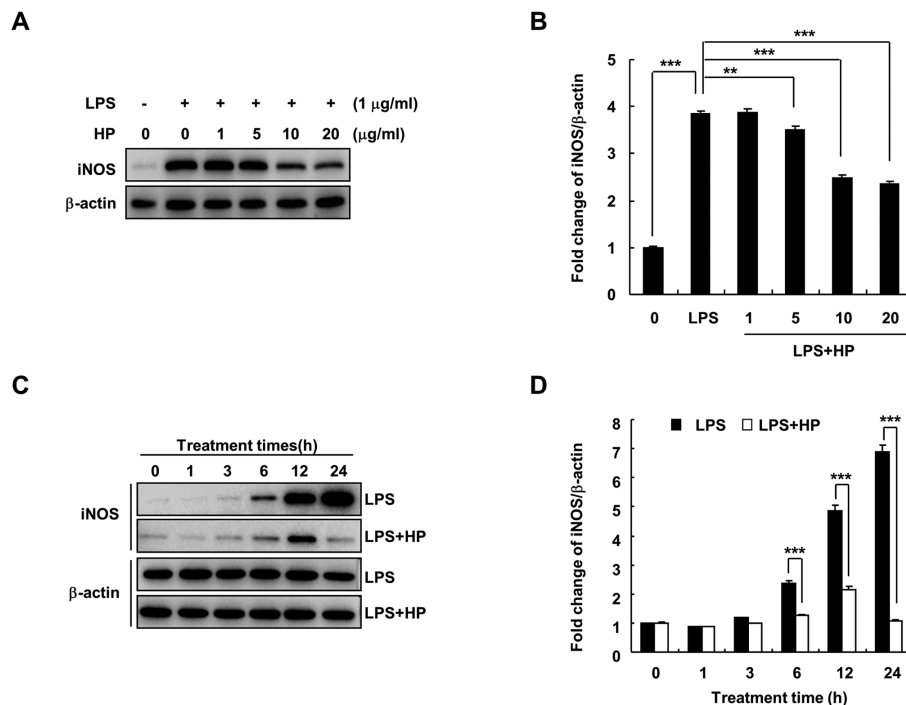 A
LPS - + + + + + (1 μg/ml)
HP 0 0 1 5 10 20 (μg/ml)
iNOS
β-actin
B
Fold change of iNOS/β-actin
5
4
3
2
1
0
***
***
***
**
0 LPS 1 5 10 20
LPS+HP
C
Treatment times(h)
0 1 3 6 12 24
iNOS
LPS
LPS+HP
β-actin
LPS
LPS+HP
D
Fold change of iNOS/β-actin
8
7
6
5
4
3
2
1
0
LPS LPS+HP
***
***
***
0 1 3 6 12 24
Treatment time (h)